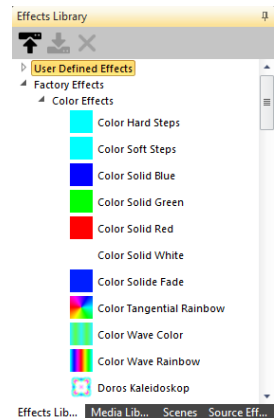 Effects Library
User Defined Effects
Factory Effects
Color Effects
Color Hard Steps
Color Soft Steps
Color Solid Blue
Color Solid Green
Color Solid Red
Color Solid White
Color Solide Fade
Color Tangential Rainbow
Color Wave Color
Color Wave Rainbow
Doros Kaleidoskop
Effects Lib... Media Lib... Scenes Source Eff...